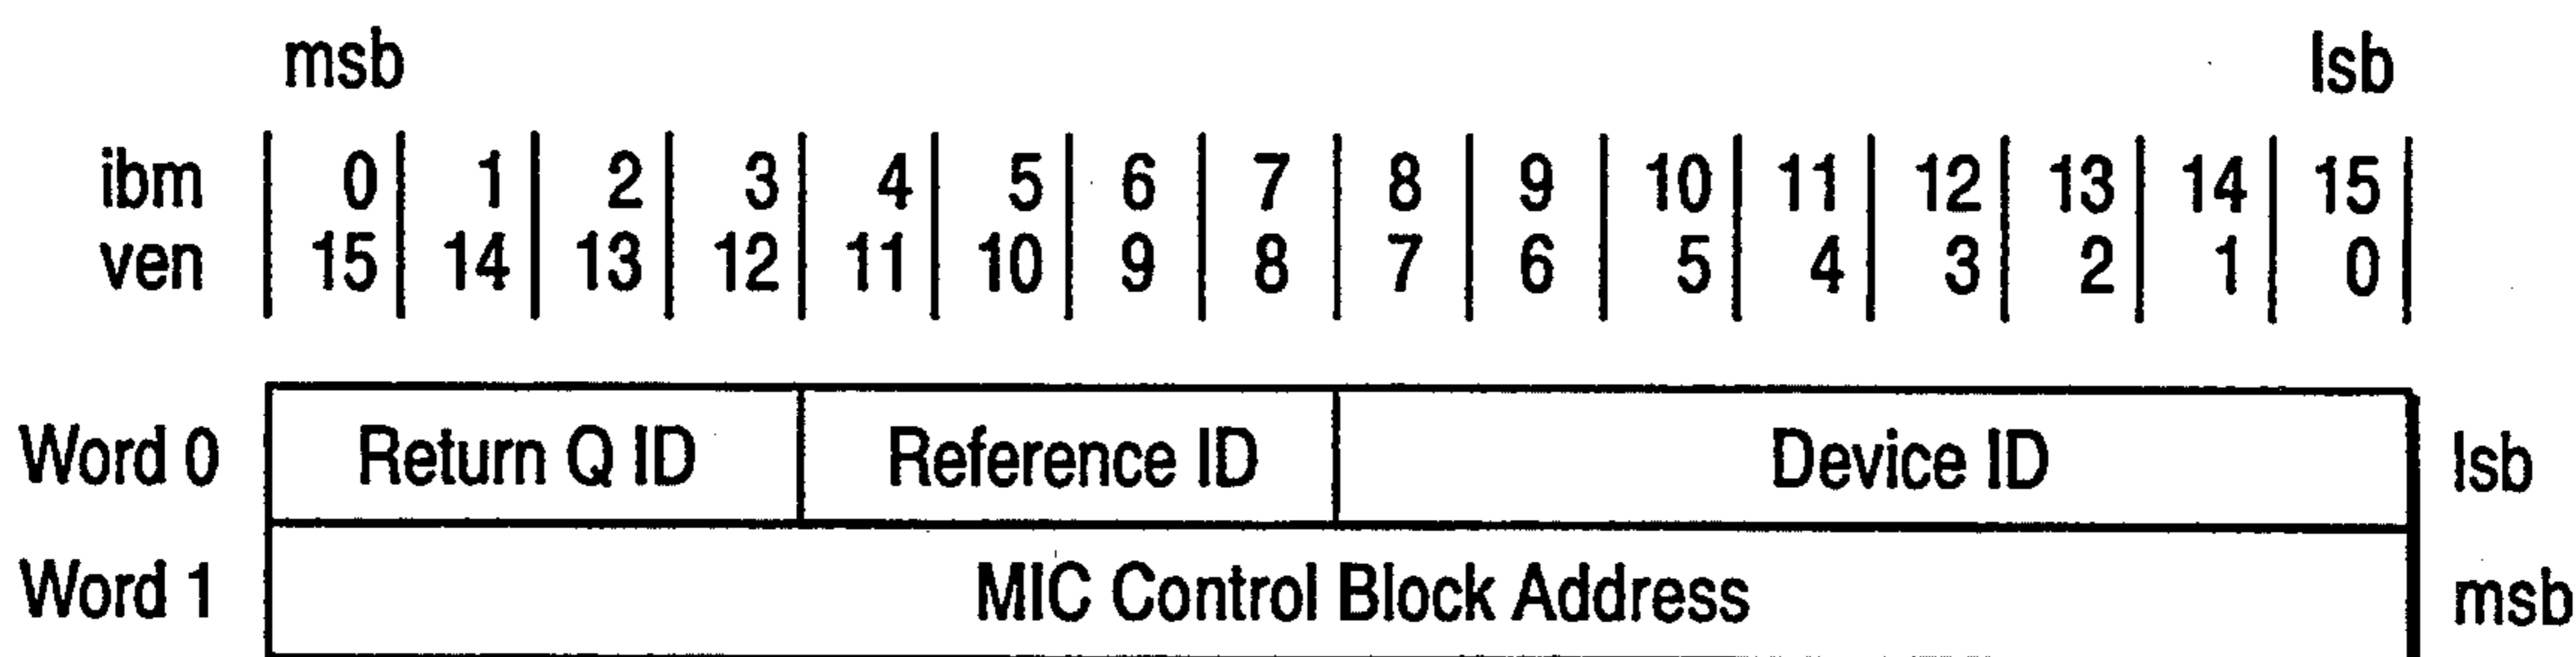 msb lsb
ibm 0 1 2 3 4 5 6 7 8 9 10 11 12 13 14 15
ven 15 14 13 12 11 10 9 8 7 6 5 4 3 2 1 0
Word 0 Return Q ID Reference ID Device ID lsb
Word 1 MIC Control Block Address msb